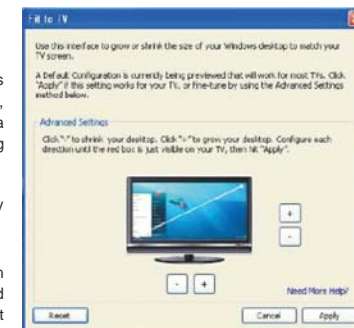 Fit to TV
Use this interface to grow or shrink the size of your Windows desktop to match your
TV screen.
A Default Configuration is currently being previewed that will work for most TVs. Click
"Apply" if this setting works for your TV, or fine-tune by using the Advanced Settings
method below.
Advanced Settings
Click "-" to shrink your desktop. Click "+" to grow your desktop. Configure each
direction until the red box is just visible on your TV, then hit "Apply".
+
-
- +
Need More Help?
Reset Cancel Apply